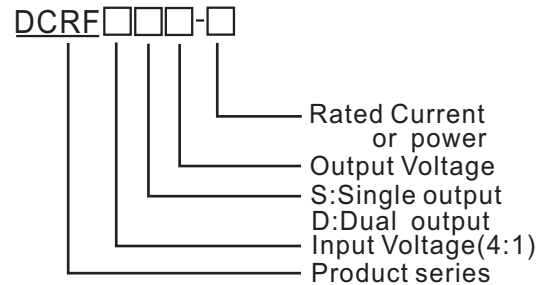 DCRF□□□-□
Rated Current
or power
Output Voltage
S:Single output
D:Dual output
Input Voltage(4:1)
Product series